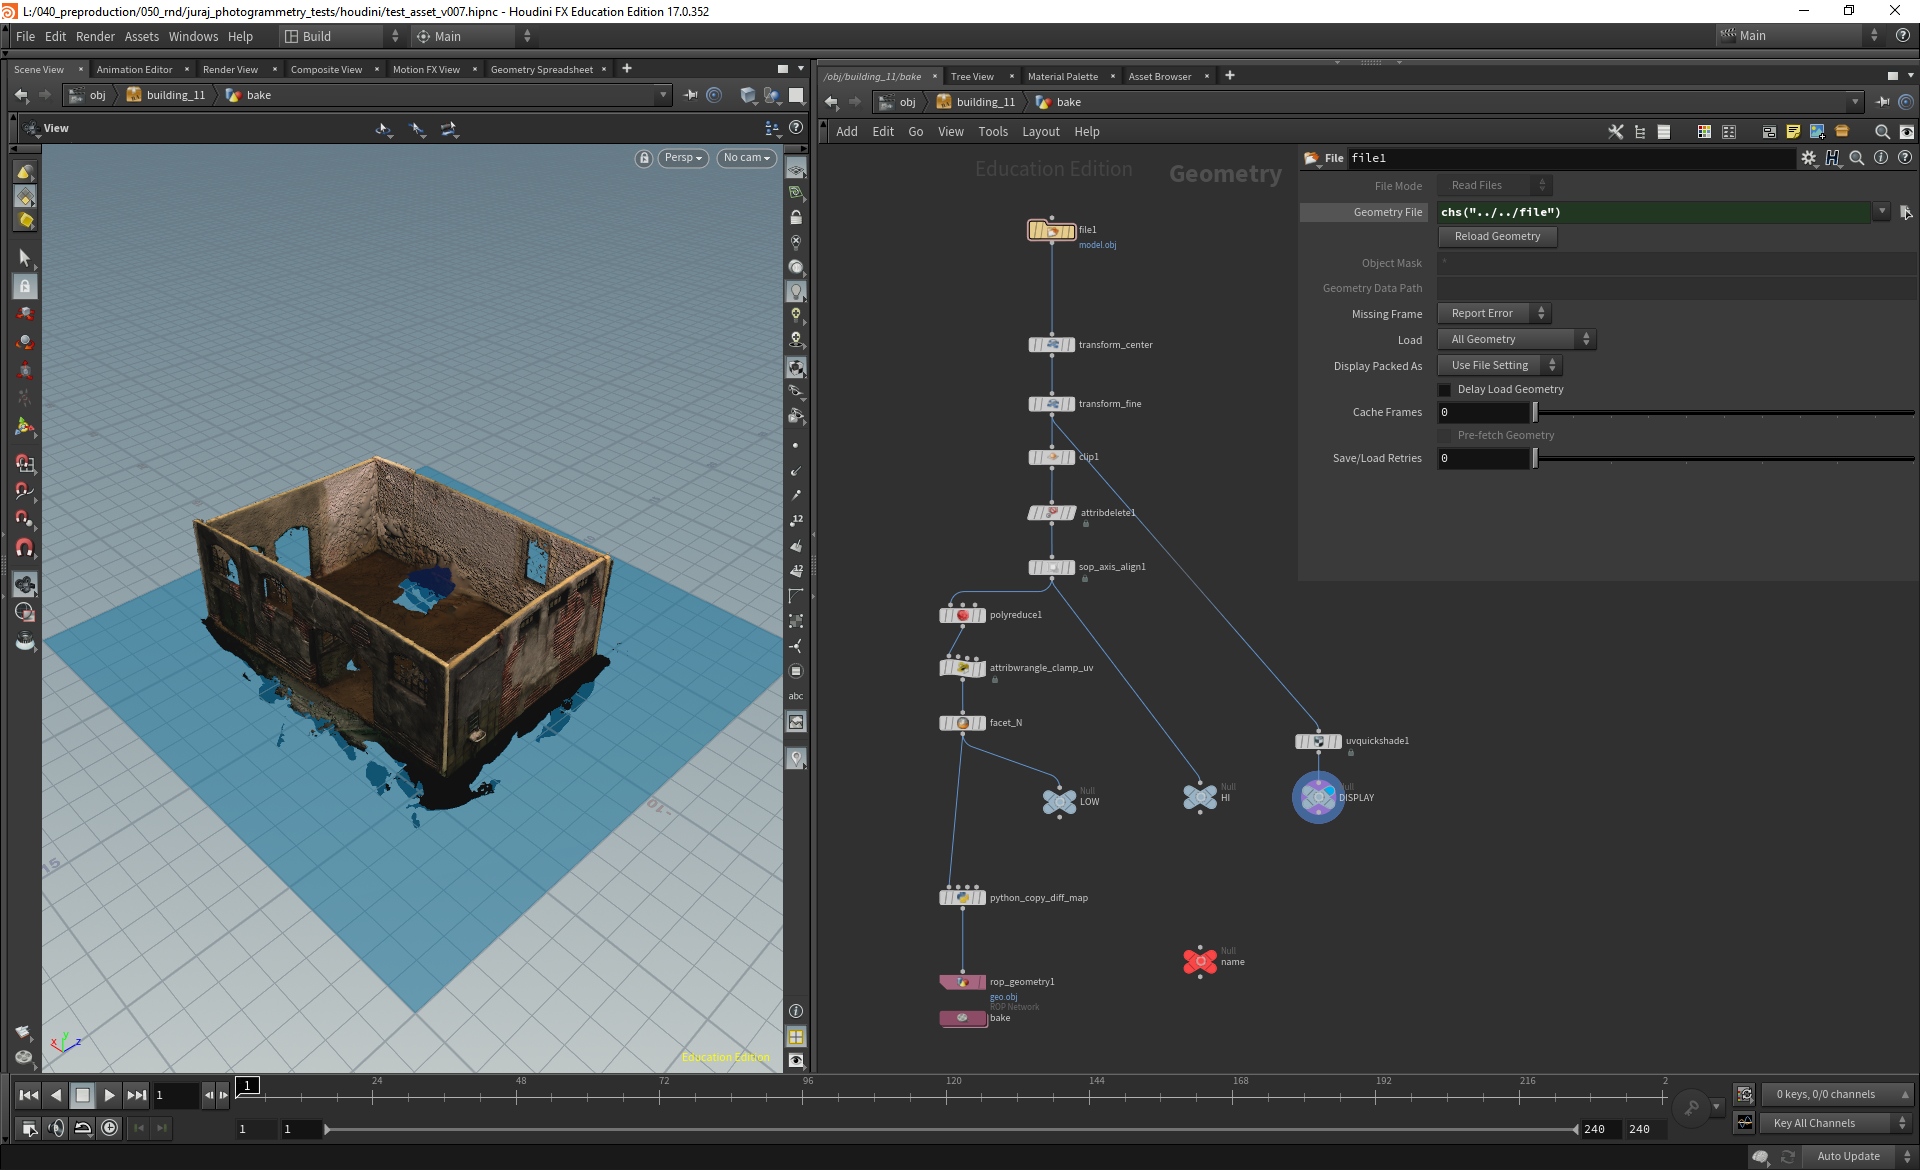 L:/040_preproduction/050_rnd/juraj_photogrammetry_tests/houdini/test_asset_v007.hipnc - Houdini FX Education Edition 17.0.352
File Edit Render Assets Windows Help Build Main Main
Scene View Animation Editor Render View Composite View Motion FX View Geometry Spreadsheet
obj building_11 bake
View
Persp No cam
12
12
abc
10
15
x y z
Education Edition
/obj/building_11/bake Tree View Material Palette Asset Browser
obj building_11 bake
Add Edit Go View Tools Layout Help
Education Edition Geometry
file1
model.obj
transform_center
transform_fine
clip1
attribdelete1
sop_axis_align1
polyreduce1
attribwrangle_clamp_uv
facet_N
Null
LOW
Null
HI
uvquickshade1
Null
DISPLAY
python_copy_diff_map
Null
name
rop_geometry1
geo.obj
ROP Network
bake
File file1
File Mode Read Files
Geometry File chs("../../file")
Reload Geometry
Object Mask *
Geometry Data Path
Missing Frame Report Error
Load All Geometry
Display Packed As Use File Setting
Delay Load Geometry
Cache Frames 0
Pre-fetch Geometry
Save/Load Retries 0
1 1 24 48 72 96 120 144 168 192 216 2
0 keys, 0/0 channels
1 1 240 240
Key All Channels
Auto Update